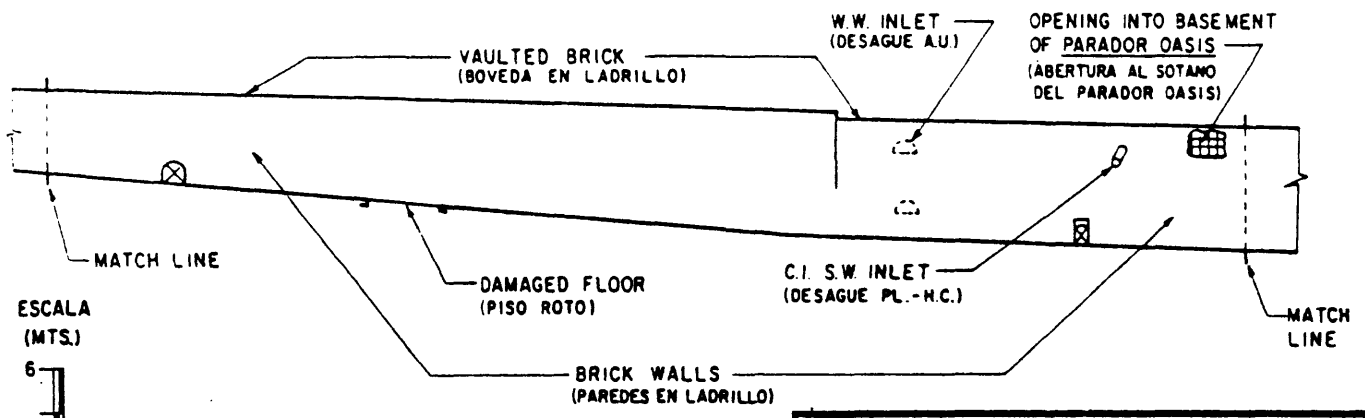 W.W. INLET
(DESAGUE A.U.)
OPENING INTO BASEMENT
OF PARADOR OASIS
(ABERTURA AL SOTANO
DEL PARADOR OASIS)
VAULTED BRICK
(BOVEDA EN LADRILLO)
MATCH LINE
DAMAGED FLOOR
(PISO ROTO)
C.I. S.W. INLET
(DESAGUE PL.-H.C.)
MATCH
LINE
ESCALA
(MTS.)
6
BRICK WALLS
(PAREDES EN LADRILLO)